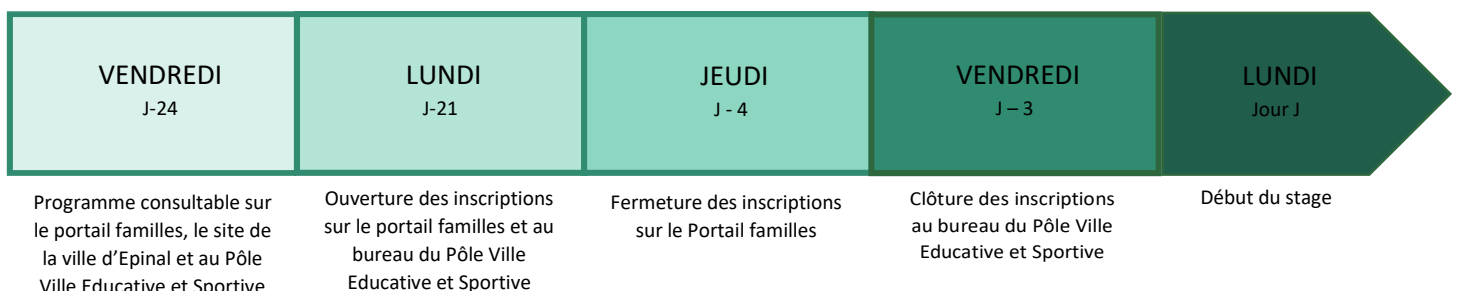 VENDREDI
J-24
LUNDI
J-21
JEUDI
J - 4
VENDREDI
J – 3
LUNDI
Jour J
Programme consultable sur
le portail familles, le site de
la ville d’Epinal et au Pôle
Ville Educative et Sportive
Ouverture des inscriptions
sur le portail familles et au
bureau du Pôle Ville
Educative et Sportive
Fermeture des inscriptions
sur le Portail familles
Clôture des inscriptions
au bureau du Pôle Ville
Educative et Sportive
Début du stage